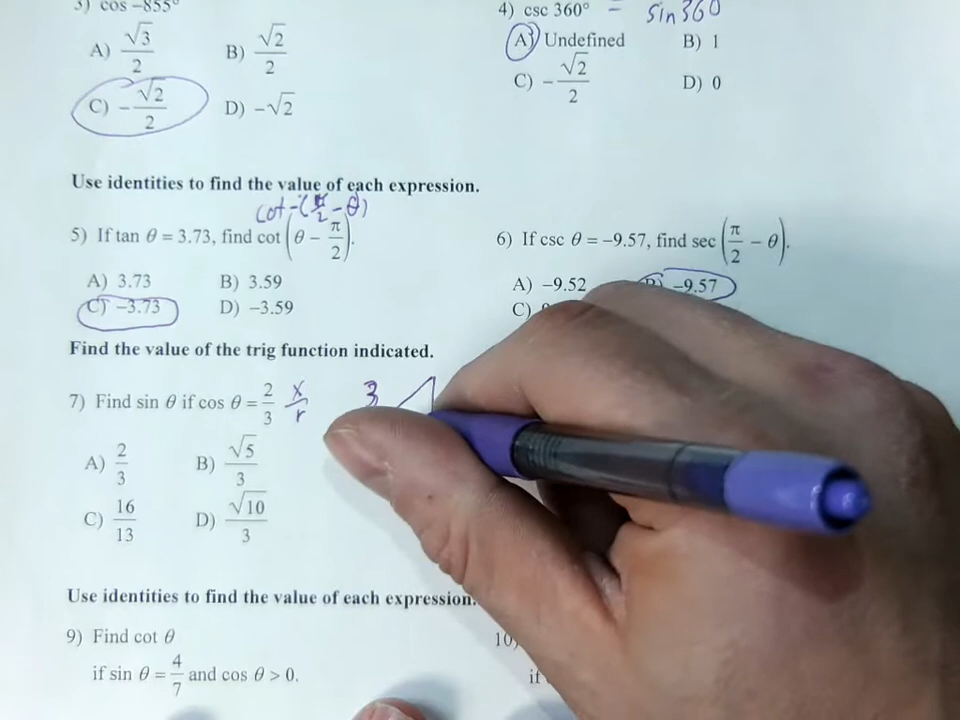 3) cos −855°
4) csc 360° = sin 360
A) √3/2
B) √2/2
A) Undefined
B) 1
C) −√2/2
D) −√2
C) −√2/2
D) 0
Use identities to find the value of each expression.
cot -(π/2 - θ)
5) If tan θ = 3.73, find cot(θ − π/2).
6) If csc θ = −9.57, find sec(π/2 − θ).
A) 3.73
B) 3.59
A) −9.52
B) −9.57
C) −3.73
D) −3.59
C)
Find the value of the trig function indicated.
7) Find sin θ if cos θ = 2/3 x/r
3
A) 2/3
B) √5/3
C) 16/13
D) √10/3
Use identities to find the value of each expression.
9) Find cot θ
10)
if sin θ = 4/7 and cos θ > 0.
if